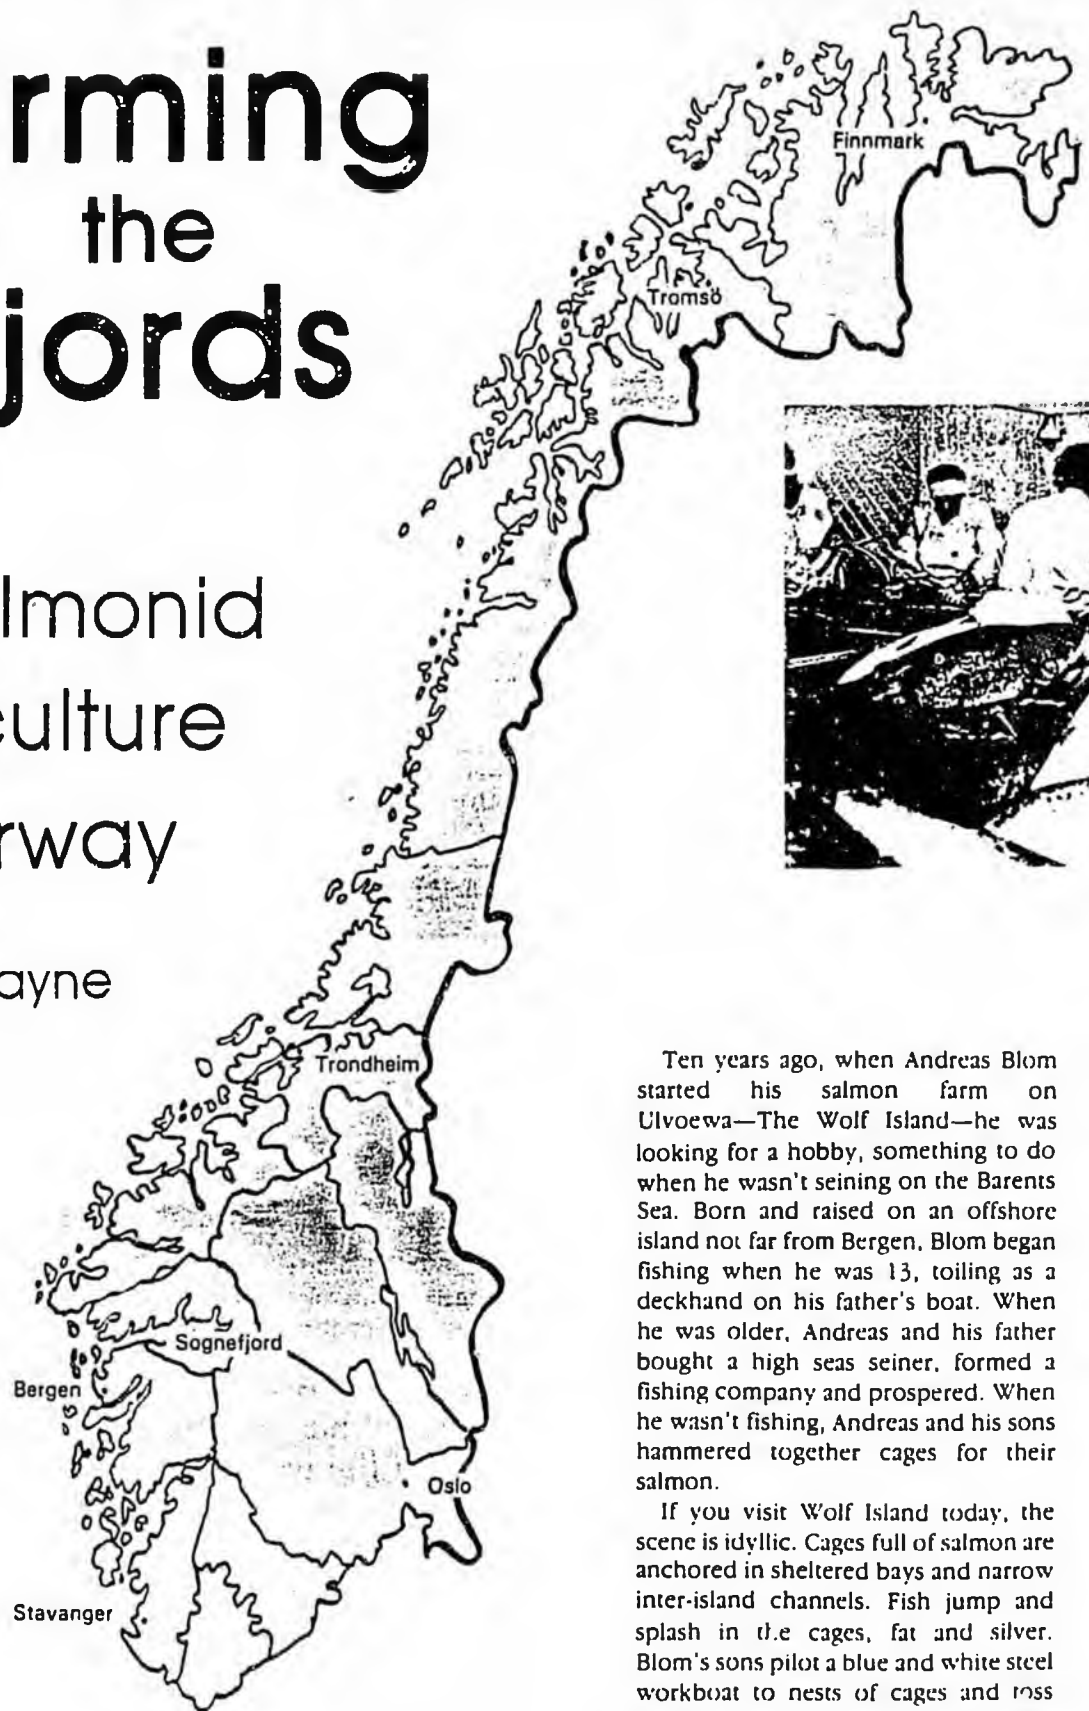 rming
the
jords
lmonid
culture
rway
ayne
Finnmark
Tromsö
Trondheim
Sognefjord
Bergen
Oslo
Stavanger
Ten years ago, when Andreas Blom
started his salmon farm on
Ulvoewa—The Wolf Island—he was
looking for a hobby, something to do
when he wasn't seining on the Barents
Sea. Born and raised on an offshore
island not far from Bergen, Blom began
fishing when he was 13, toiling as a
deckhand on his father's boat. When
he was older, Andreas and his father
bought a high seas seiner, formed a
fishing company and prospered. When
he wasn't fishing, Andreas and his sons
hammered together cages for their
salmon.
If you visit Wolf Island today, the
scene is idyllic. Cages full of salmon are
anchored in sheltered bays and narrow
inter-island channels. Fish jump and
splash in the cages, fat and silver.
Blom's sons pilot a blue and white steel
workboat to nests of cages and toss